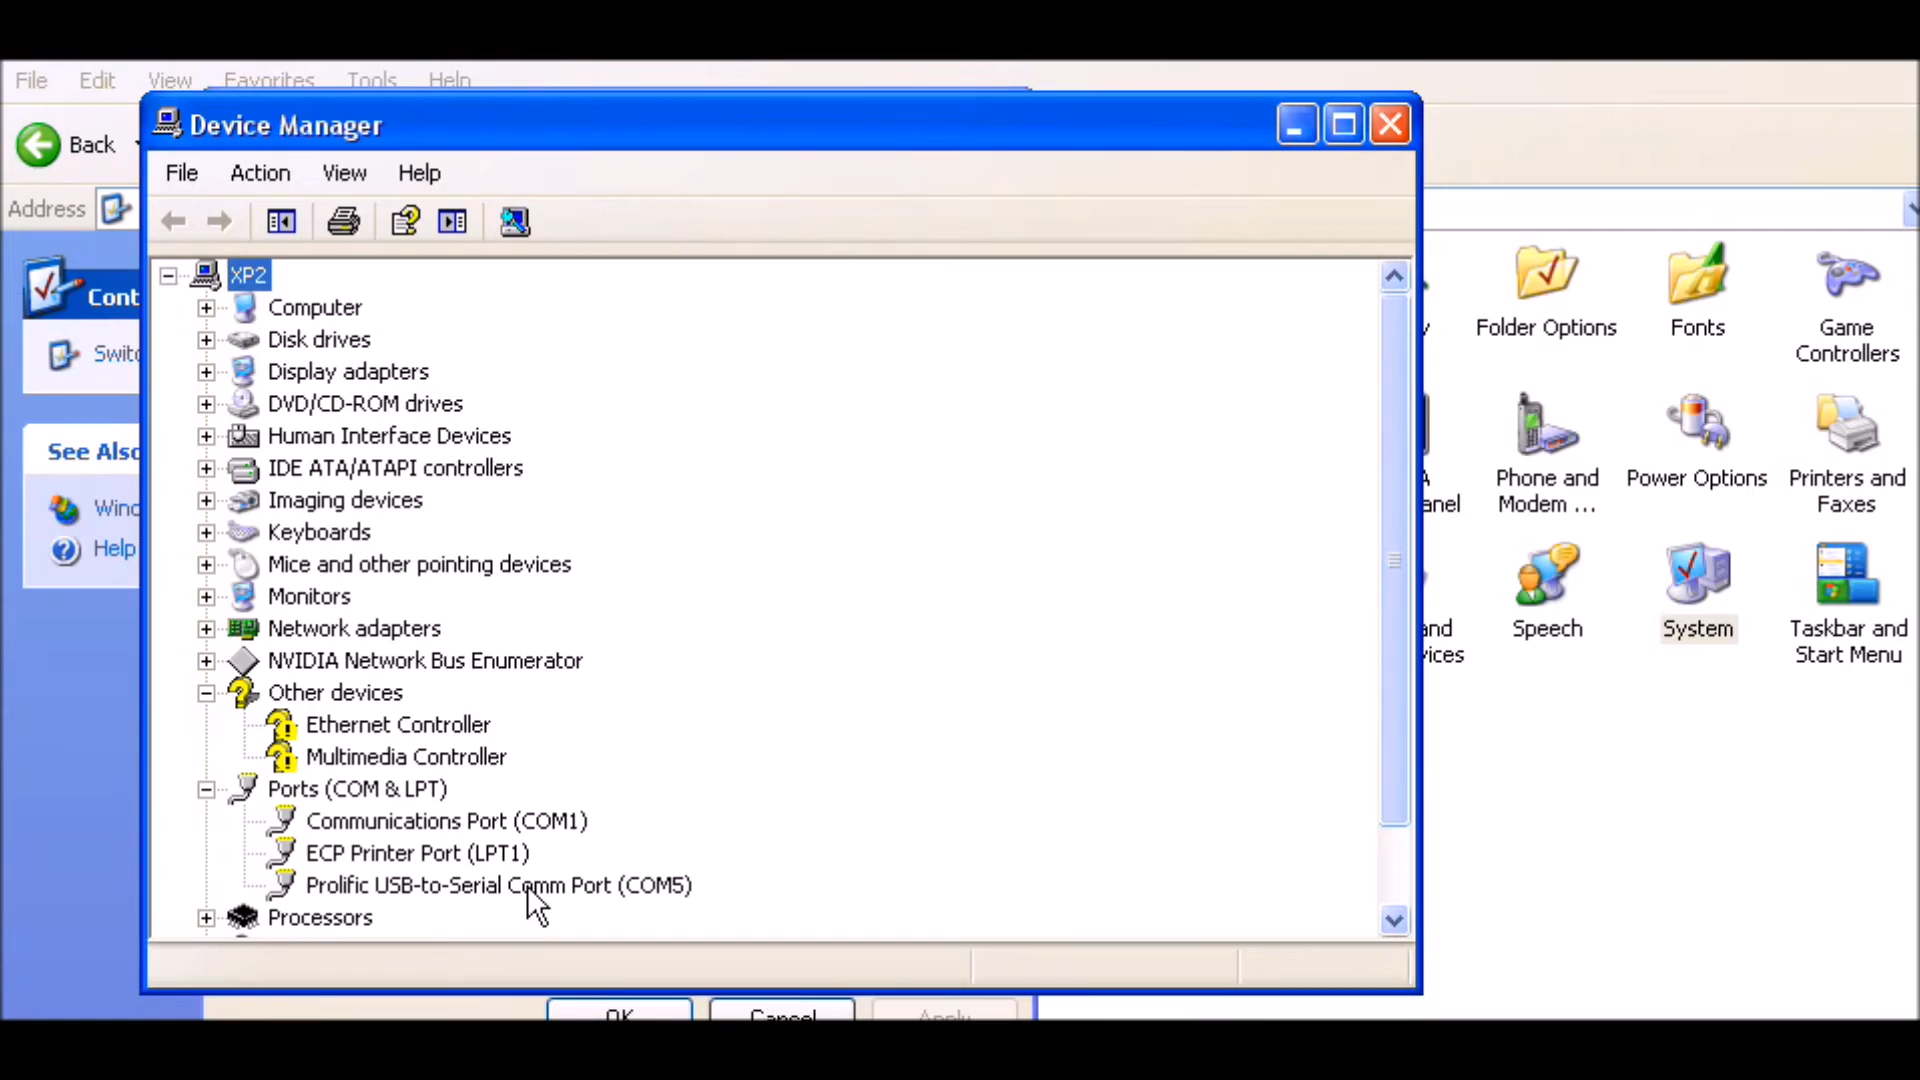 File Edit View Favorites Tools Help
Device Manager
Back
File Action View Help
Address
XP2
Computer
Disk drives
Display adapters
DVD/CD-ROM drives
Human Interface Devices
IDE ATA/ATAPI controllers
Imaging devices
Keyboards
Mice and other pointing devices
Monitors
Network adapters
NVIDIA Network Bus Enumerator
Other devices
Ethernet Controller
Multimedia Controller
Ports (COM & LPT)
Communications Port (COM1)
ECP Printer Port (LPT1)
Prolific USB-to-Serial Comm Port (COM5)
Processors
Cont
Switc
See Also
Wind
Help
Folder Options
Fonts
Game
Controllers
Phone and
Modem ...
Power Options
Printers and
Faxes
anel
and
ices
Speech
System
Taskbar and
Start Menu
OK Cancel Apply